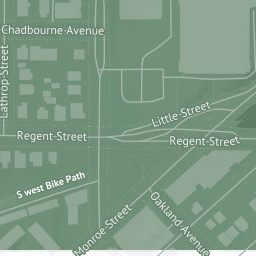 Chadbourne Avenue
Lathrop Street
Little Street
Regent Street
Regent Street
S west Bike Path
Oakland Avenue
Monroe Street